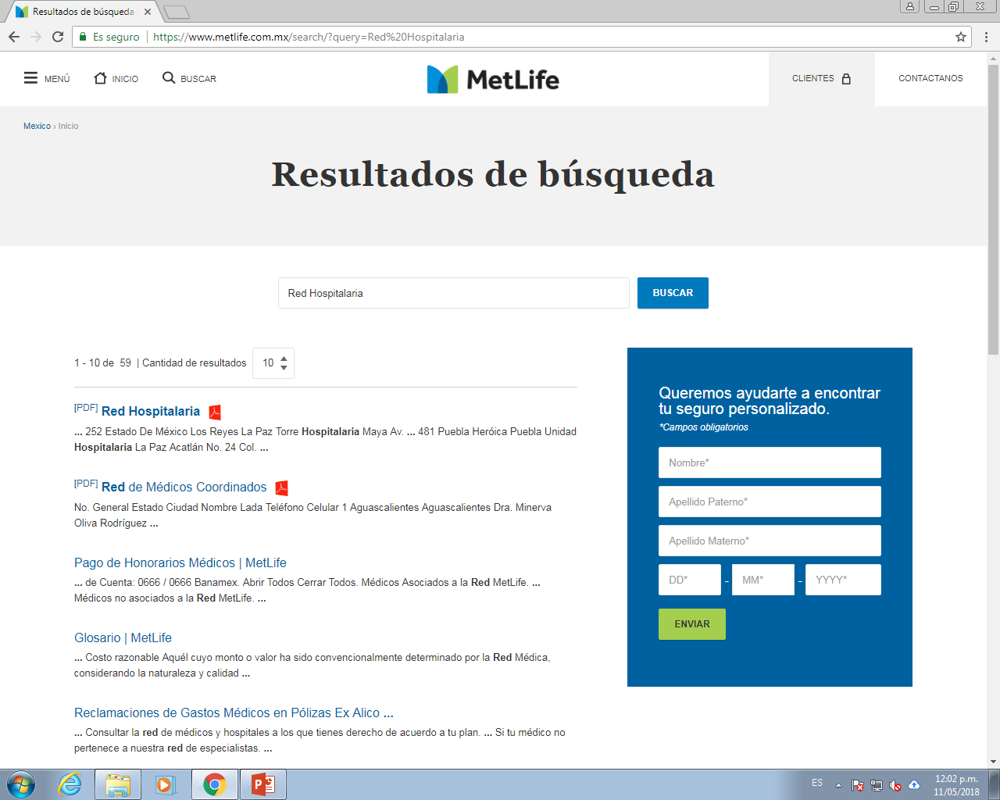 Resultados de búsqueda
Es seguro
https://www.metlife.com.mx/search/?query=Red%20Hospitalaria
MENÚ
INICIO
BUSCAR
MetLife
CLIENTES
CONTACTANOS
Mexico › Inicio
Resultados de búsqueda
Red Hospitalaria
BUSCAR
1 - 10 de 59 | Cantidad de resultados 10
[PDF] Red Hospitalaria
... 252 Estado De México Los Reyes La Paz Torre Hospitalaria Maya Av. ... 481 Puebla Heróica Puebla Unidad
Hospitalaria La Paz Acatlán No. 24 Col. ...
[PDF] Red de Médicos Coordinados
No. General Estado Ciudad Nombre Lada Teléfono Celular 1 Aguascalientes Aguascalientes Dra. Minerva
Oliva Rodríguez ...
Pago de Honorarios Médicos | MetLife
... de Cuenta: 0666 / 0666 Banamex. Abrir Todos Cerrar Todos. Médicos Asociados a la Red MetLife. ...
Médicos no asociados a la Red MetLife. ...
Glosario | MetLife
... Costo razonable Aquél cuyo monto o valor ha sido convencionalmente determinado por la Red Médica,
considerando la naturaleza y calidad ...
Reclamaciones de Gastos Médicos en Pólizas Ex Alico ...
... Consultar la red de médicos y hospitales a los que tienes derecho de acuerdo a tu plan. ... Si tu médico no
pertenece a nuestra red de especialistas. ...
Queremos ayudarte a encontrar
tu seguro personalizado.
*Campos obligatorios
Nombre*
Apellido Paterno*
Apellido Materno*
DD* - MM* - YYYY*
ENVIAR
ES
12:02 p.m.
11/05/2018